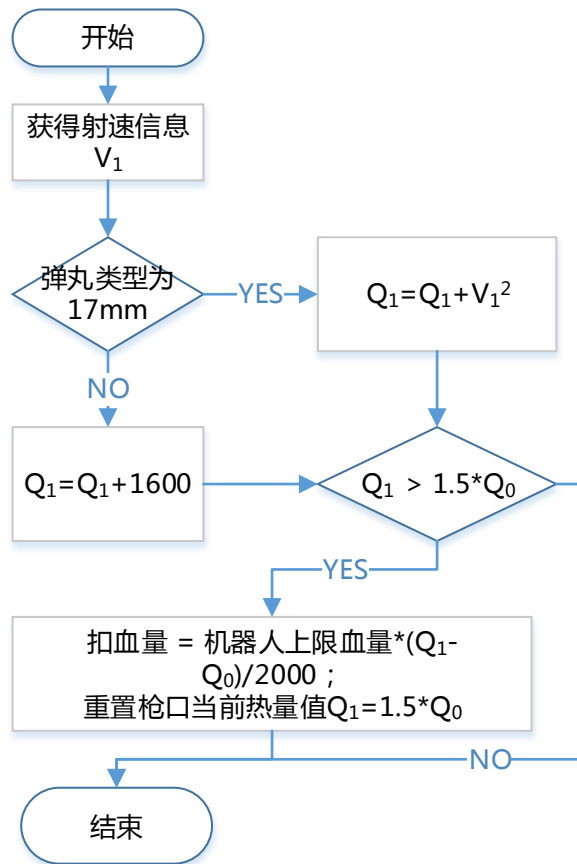 开始
获得射速信息
V₁
弹丸类型为
17mm
YES
Q₁=Q₁+V₁²
NO
Q₁=Q₁+1600
Q₁ > 1.5*Q₀
YES
扣血量 = 机器人上限血量*(Q₁-
Q₀)/2000；
重置枪口当前热量值Q₁=1.5*Q₀
NO
结束